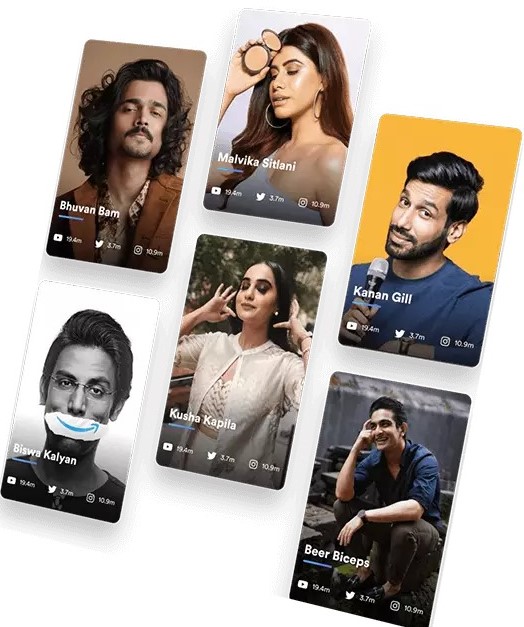 Bhuvan Bam
19.4m 3.7m 10.9m
Malvika Sitlani
19.4m 3.7m 10.9m
Kanan Gill
19.4m 3.7m 10.9m
Biswa Kalyan
19.4m 3.7m 10.9m
Kusha Kapila
19.4m 3.7m 10.9m
Beer Biceps
19.4m 3.7m 10.9m